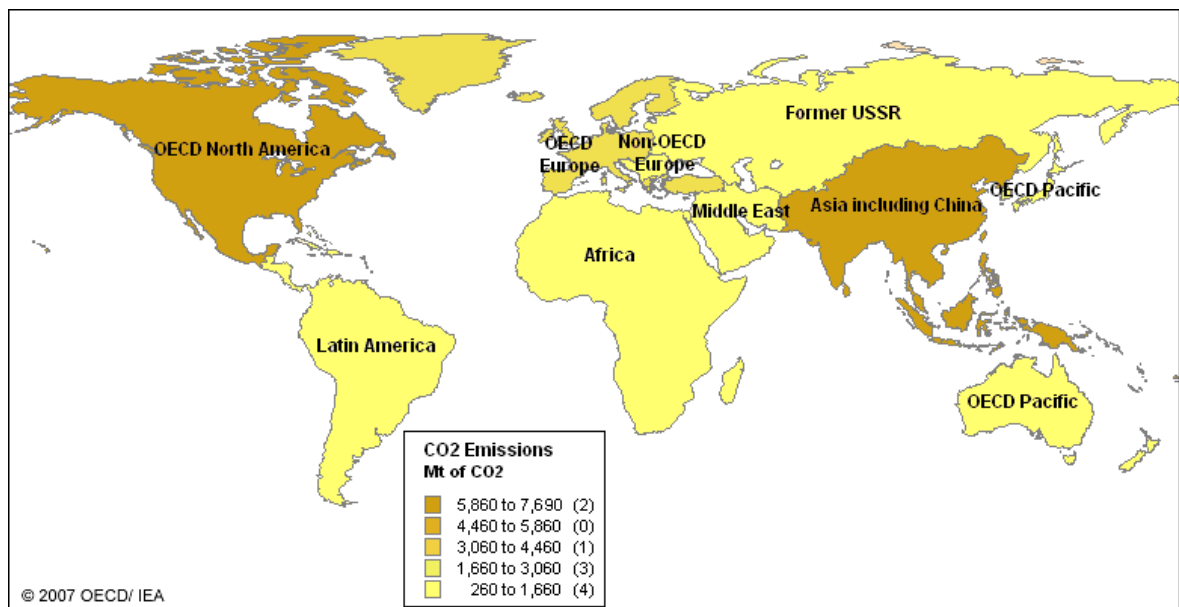 Former USSR
OECD North America
OECD
Europe
Non-OECD
Europe
OECD Pacific
Middle East
Asia including China
Africa
Latin America
OECD Pacific
CO2 Emissions
Mt of CO2
5,860 to 7,690 (2)
4,460 to 5,860 (0)
3,060 to 4,460 (1)
1,660 to 3,060 (3)
260 to 1,660 (4)
© 2007 OECD/ IEA